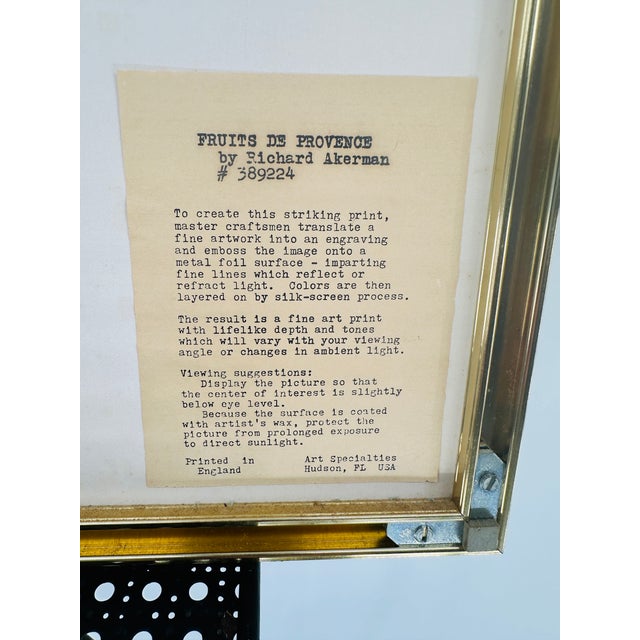 FRUITS DE PROVENCE
by Richard Akerman
# 389224
To create this striking print,
master craftsmen translate a
fine artwork into an engraving
and emboss the image onto a
metal foil surface - imparting
fine lines which reflect or
refract light. Colors are then
layered on by silk-screen process.
The result is a fine art print
with lifelike depth and tones
which will vary with your viewing
angle or changes in ambient light.
Viewing suggestions:
Display the picture so that
the center of interest is slightly
below eye level.
Because the surface is coated
with artist's wax, protect the
picture from prolonged exposure
to direct sunlight.
Printed in Art Specialties
England Hudson, FL USA